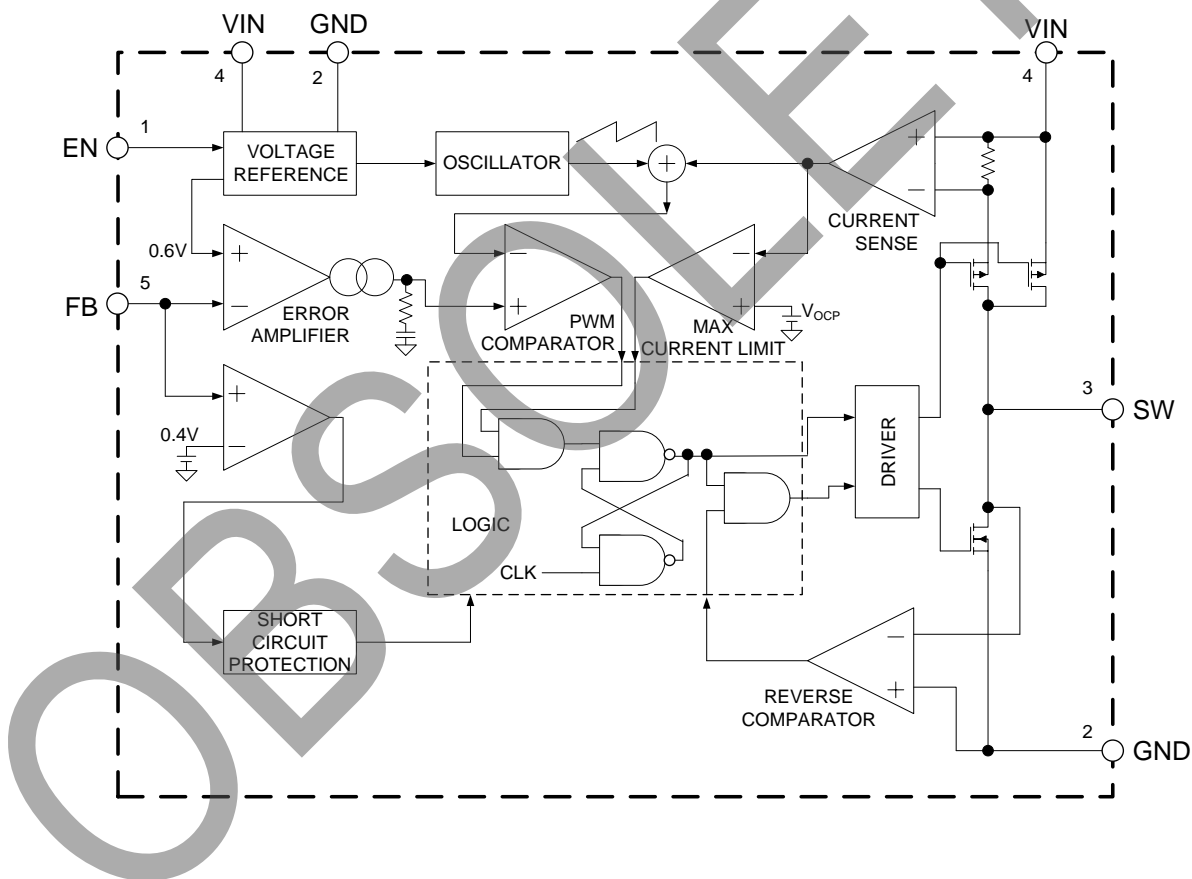 VIN
GND
VIN
4
2
4
1
EN
VOLTAGE
REFERENCE
OSCILLATOR
+
+
−
CURRENT
SENSE
0.6V
+
−
5
FB
ERROR
AMPLIFIER
−
+
PWM
COMPARATOR
−
+
VOCP
MAX
CURRENT LIMIT
+
−
0.4V
3
SW
DRIVER
LOGIC
CLK
SHORT
CIRCUIT
PROTECTION
−
+
REVERSE
COMPARATOR
2
GND
OBSOLET